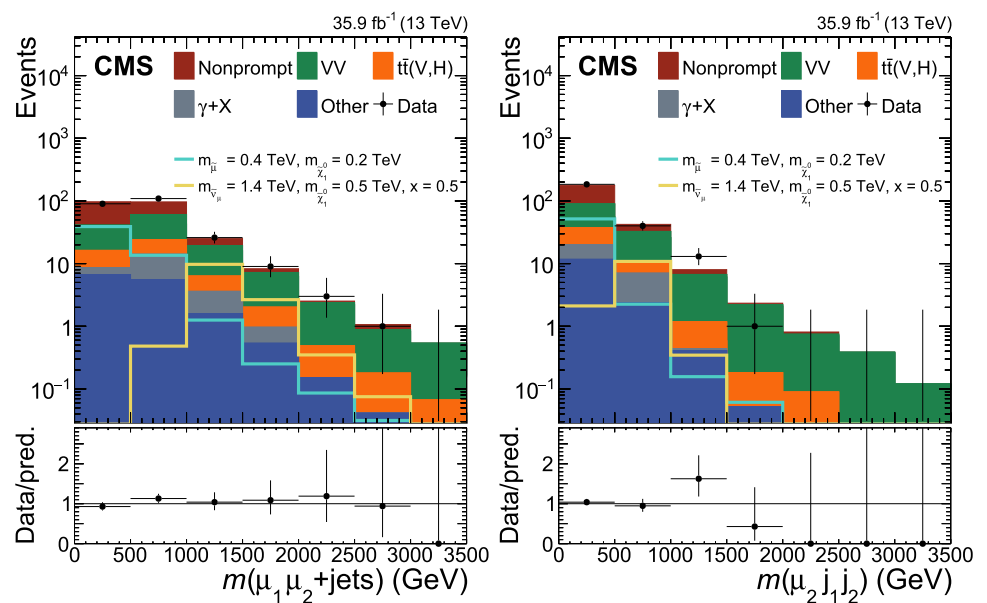 35.9 fb⁻¹ (13 TeV)
Events
CMS
Nonprompt VV tt̄(V,H)
γ+X Other Data
m_μ̃ = 0.4 TeV, m_χ̃⁰₁ = 0.2 TeV
m_ν̃μ = 1.4 TeV, m_χ̃⁰₁ = 0.5 TeV, x = 0.5
10⁴
10³
10²
10
1
10⁻¹
Data/pred.
2
1
0
0 500 1000 1500 2000 2500 3000 3500
m(μ₁μ₂+jets) (GeV)
35.9 fb⁻¹ (13 TeV)
Events
CMS
Nonprompt VV tt̄(V,H)
γ+X Other Data
m_μ̃ = 0.4 TeV, m_χ̃⁰₁ = 0.2 TeV
m_ν̃μ = 1.4 TeV, m_χ̃⁰₁ = 0.5 TeV, x = 0.5
10⁴
10³
10²
10
1
10⁻¹
Data/pred.
2
1
0
0 500 1000 1500 2000 2500 3000 3500
m(μ₂j₁j₂) (GeV)